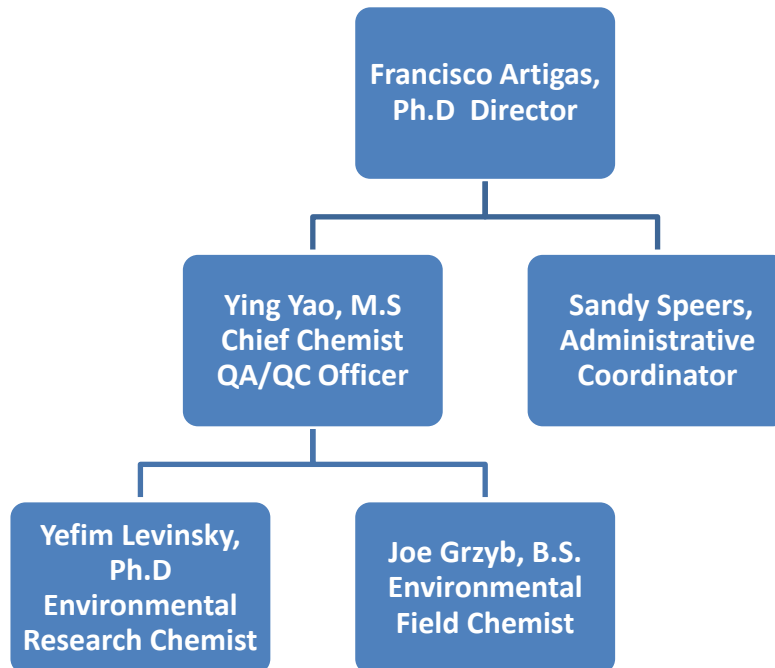 Francisco Artigas,
Ph.D Director
Ying Yao, M.S
Chief Chemist
QA/QC Officer
Sandy Speers,
Administrative
Coordinator
Yefim Levinsky,
Ph.D
Environmental
Research Chemist
Joe Grzyb, B.S.
Environmental
Field Chemist